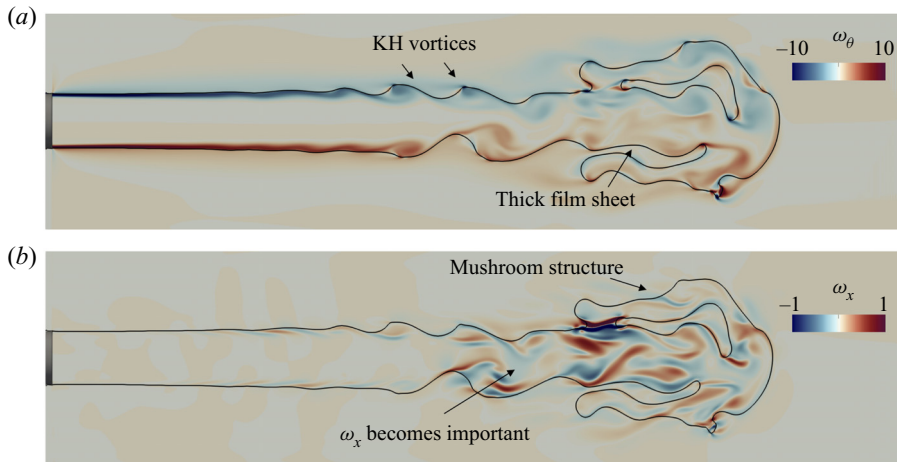 (a)
KH vortices
ω_θ
–10 10
Thick film sheet
(b)
Mushroom structure
ω_x
–1 1
ω_x becomes important